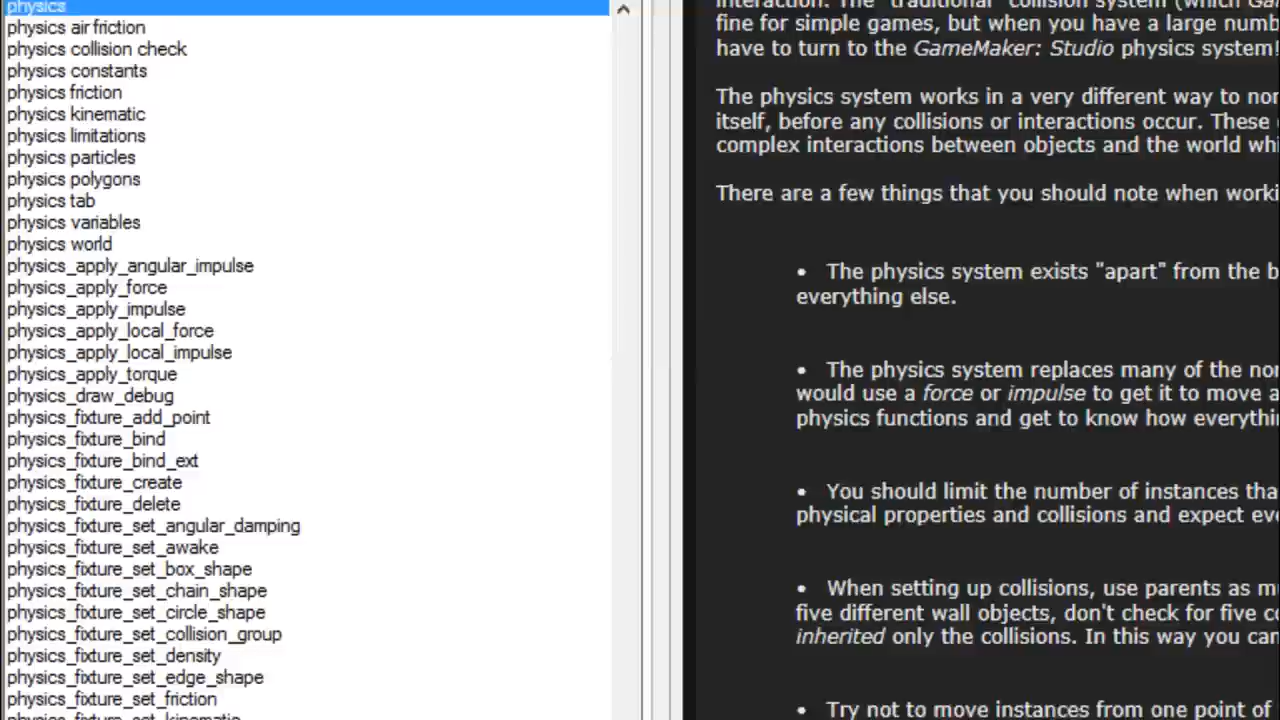 physics
physics air friction
physics collision check
physics constants
physics friction
physics kinematic
physics limitations
physics particles
physics polygons
physics tab
physics variables
physics world
physics_apply_angular_impulse
physics_apply_force
physics_apply_impulse
physics_apply_local_force
physics_apply_local_impulse
physics_apply_torque
physics_draw_debug
physics_fixture_add_point
physics_fixture_bind
physics_fixture_bind_ext
physics_fixture_create
physics_fixture_delete
physics_fixture_set_angular_damping
physics_fixture_set_awake
physics_fixture_set_box_shape
physics_fixture_set_chain_shape
physics_fixture_set_circle_shape
physics_fixture_set_collision_group
physics_fixture_set_density
physics_fixture_set_edge_shape
physics_fixture_set_friction
physics_fixture_set_kinematic
interaction. The "traditional" collision system (which
fine for simple games, but when you have a large
have to turn to the GameMaker: Studio physics system!
The physics system works in a very different way to
itself, before any collisions or interactions occur. These
complex interactions between objects and the world
There are a few things that you should note when
• The physics system exists "apart" from the
everything else.
• The physics system replaces many of the
would use a force or impulse to get it to move
physics functions and get to know how
• You should limit the number of instances
physical properties and collisions and expect
• When setting up collisions, use parents as
five different wall objects, don't check for five
inherited only the collisions. In this way you
• Try not to move instances from one point of